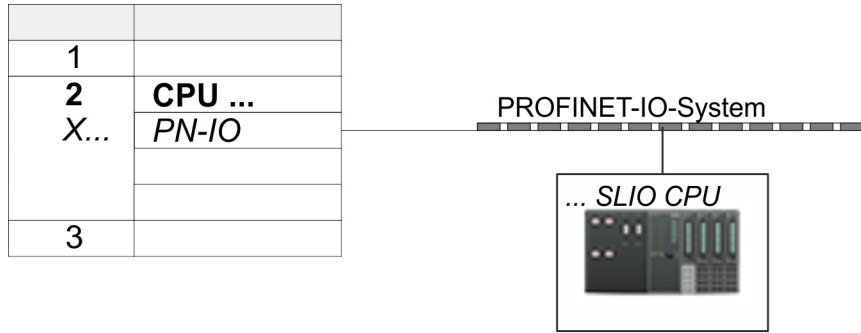 1
2 CPU ...
X... PN-IO
3
PROFINET-IO-System
... SLIO CPU